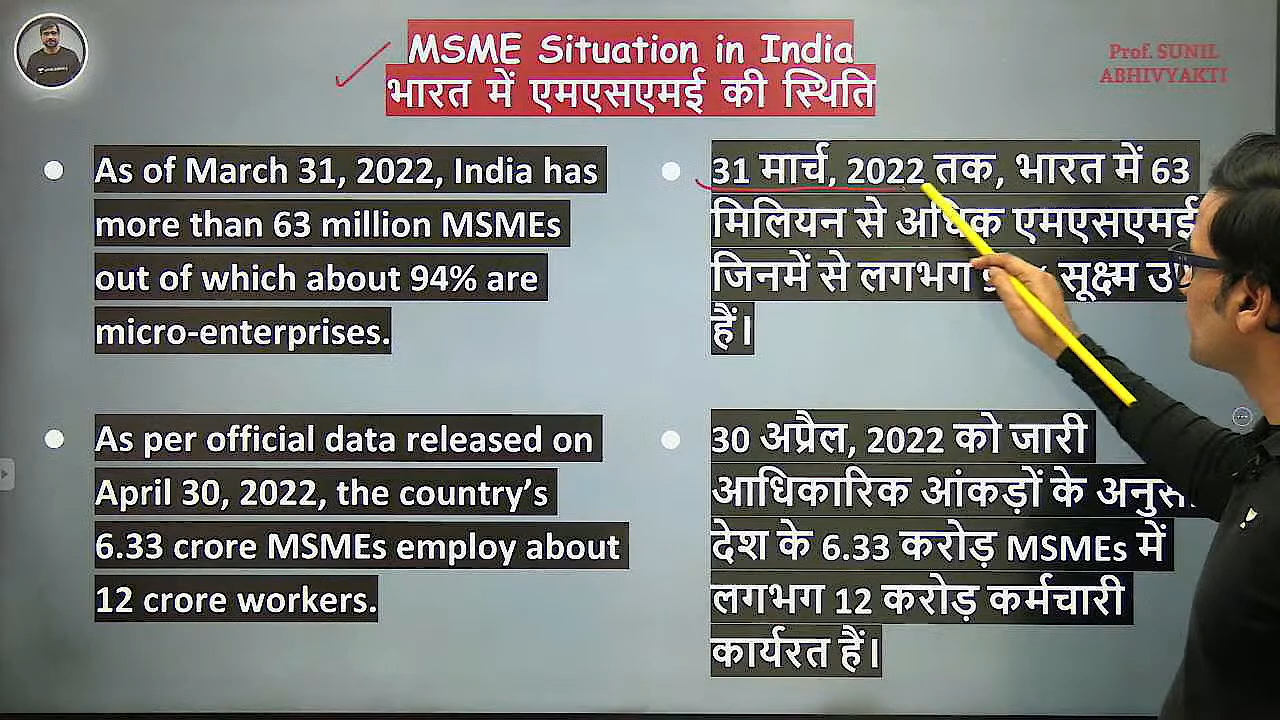 MSME Situation in India
भारत में एमएसएमई की स्थिति
Prof. SUNIL
ABHIVYAKTI
As of March 31, 2022, India has
more than 63 million MSMEs
out of which about 94% are
micro-enterprises.
As per official data released on
April 30, 2022, the country's
6.33 crore MSMEs employ about
12 crore workers.
31 मार्च, 2022 तक, भारत में 63
मिलियन से अधिक एमएसएमई
जिनमें से लगभग सूक्ष्म
हैं।
30 अप्रैल, 2022 को जारी
आधिकारिक आंकड़ों के
देश के 6.33 करोड़ MSMEs में
लगभग 12 करोड़ कर्मचारी
कार्यरत हैं।